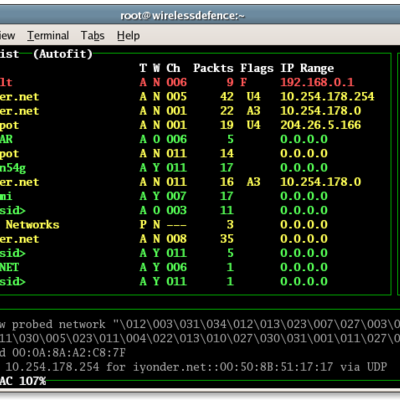 root@wirelessdefence:~
iew Terminal Tabs Help
ist (Autofit)
T W Ch Packts Flags IP Range
lt A N 006 9 F 192.168.0.1
er.net A N 005 42 U4 10.254.178.254
er.net A N 001 22 A3 10.254.178.0
pot A N 001 19 U4 204.26.5.166
AR A O 006 5 0.0.0.0
pot A N 011 14 0.0.0.0
n54g A Y 011 17 0.0.0.0
er.net A N 011 16 A3 10.254.178.0
mi A Y 007 17 0.0.0.0
sid> A O 003 11 0.0.0.0
Networks P N --- 3 0.0.0.0
er.net A N 008 35 0.0.0.0
sid> A Y 011 5 0.0.0.0
NET A Y 006 1 0.0.0.0
sid> A Y 011 1 0.0.0.0
w probed network "\012\003\031\034\012\013\023\007\027\003\0
11\030\005\023\011\004\022\013\010\027\030\031\001\011\027\0
d 00:0A:8A:A2:C8:7F
10.254.178.254 for iyonder.net::00:50:8B:51:17:17 via UDP
AC 107%